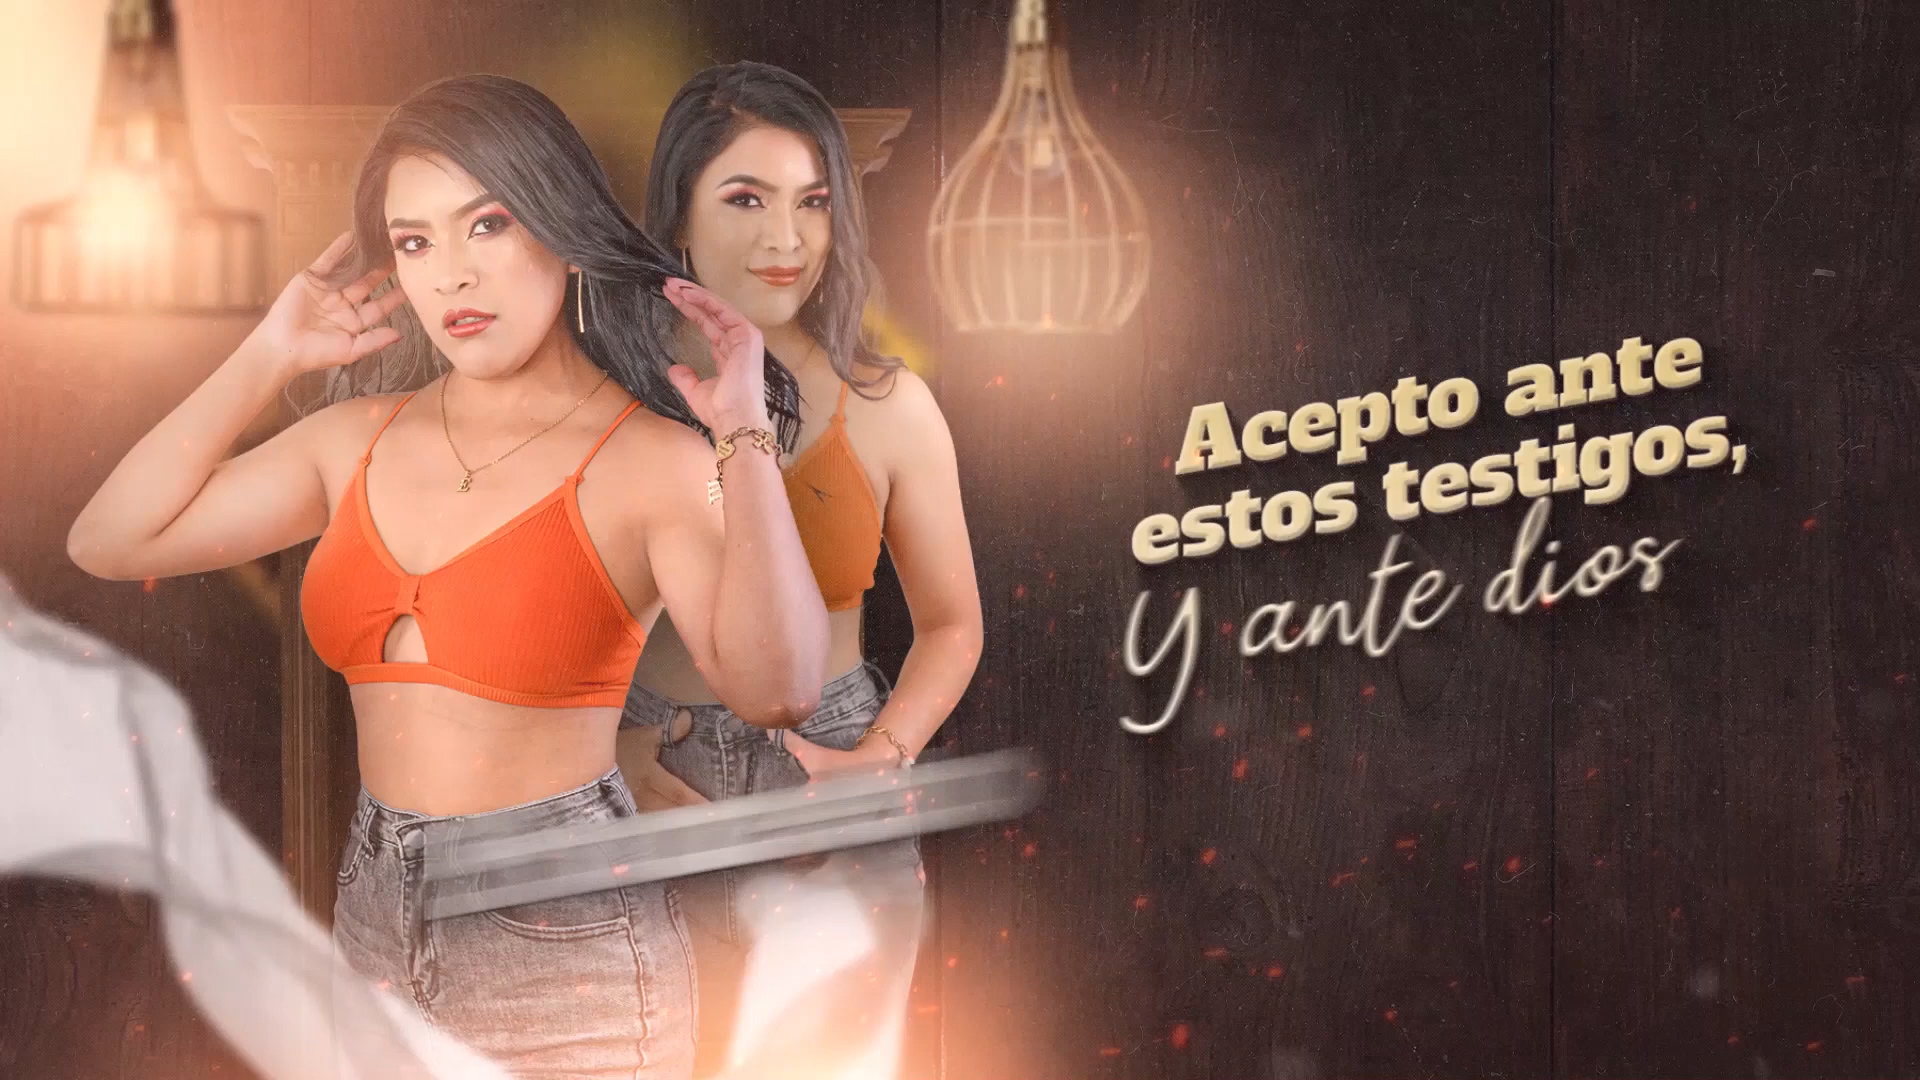 Acepto ante
estos testigos,
Y ante dios
E